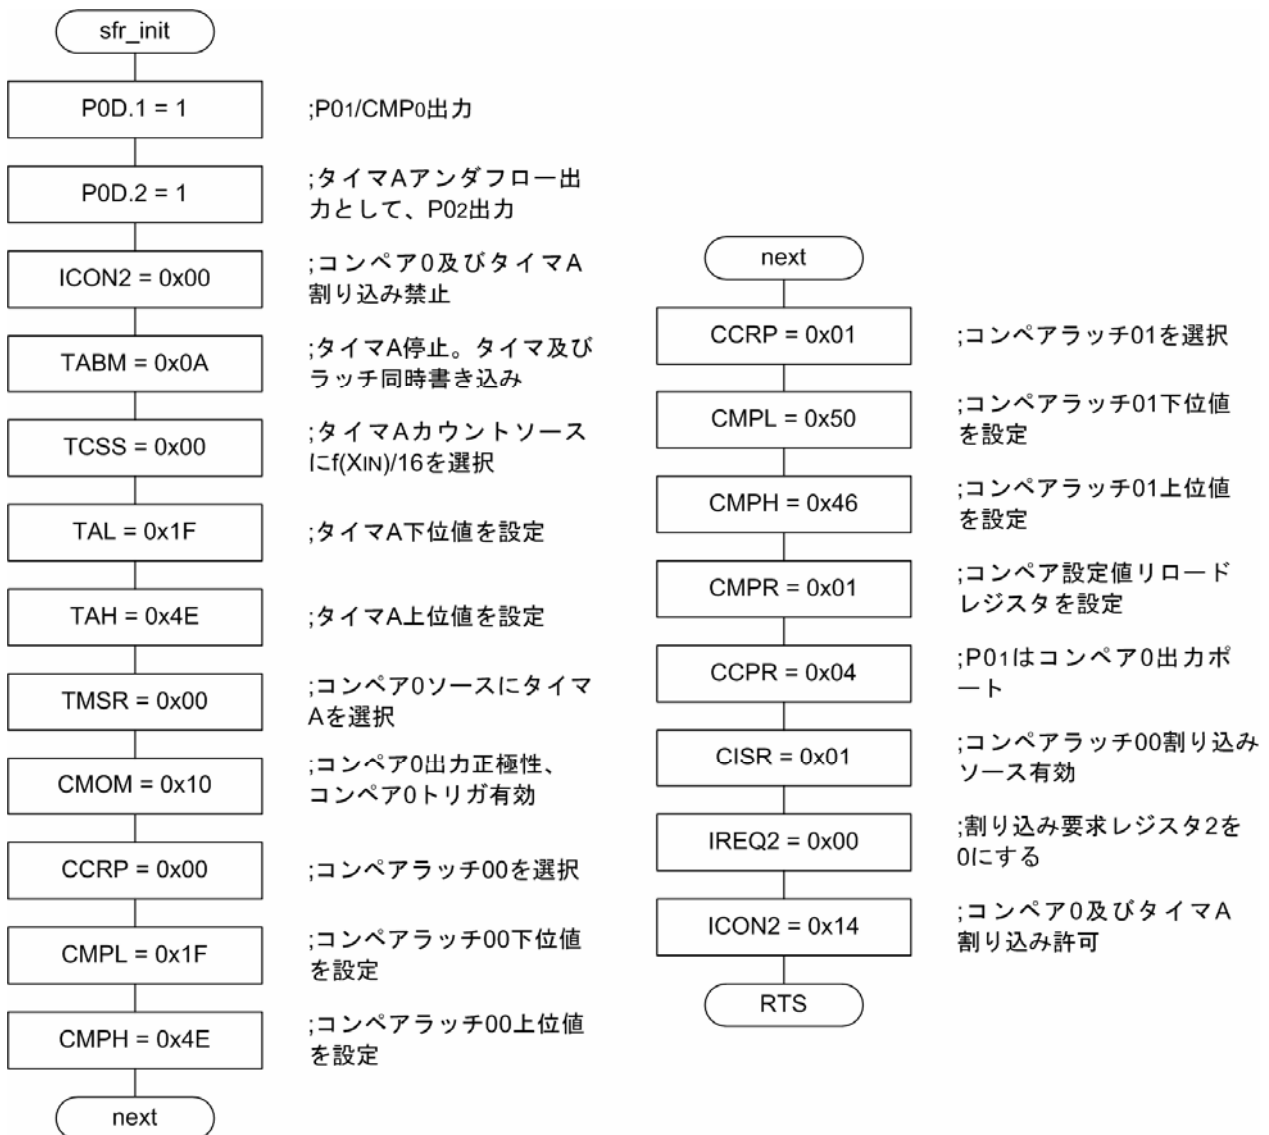 sfr_init
P0D.1 = 1
;P01/CMP0出力
P0D.2 = 1
;タイマAアンダフロー出
力として、P02出力
ICON2 = 0x00
;コンペア0及びタイマA
割り込み禁止
TABM = 0x0A
;タイマA停止。タイマ及び
ラッチ同時書き込み
TCSS = 0x00
;タイマAカウントソース
にf(XIN)/16を選択
TAL = 0x1F
;タイマA下位値を設定
TAH = 0x4E
;タイマA上位値を設定
TMSR = 0x00
;コンペア0ソースにタイマ
Aを選択
CMOM = 0x10
;コンペア0出力正極性、
コンペア0トリガ有効
CCRP = 0x00
;コンペアラッチ00を選択
CMPL = 0x1F
;コンペアラッチ00下位値
を設定
CMPH = 0x4E
;コンペアラッチ00上位値
を設定
next
next
CCRP = 0x01
;コンペアラッチ01を選択
CMPL = 0x50
;コンペアラッチ01下位値
を設定
CMPH = 0x46
;コンペアラッチ01上位値
を設定
CMPR = 0x01
;コンペア設定値リロード
レジスタを設定
CCPR = 0x04
;P01はコンペア0出力ポ
ート
CISR = 0x01
;コンペアラッチ00割り込み
ソース有効
IREQ2 = 0x00
;割り込み要求レジスタ2を
0にする
ICON2 = 0x14
;コンペア0及びタイマA
割り込み許可
RTS